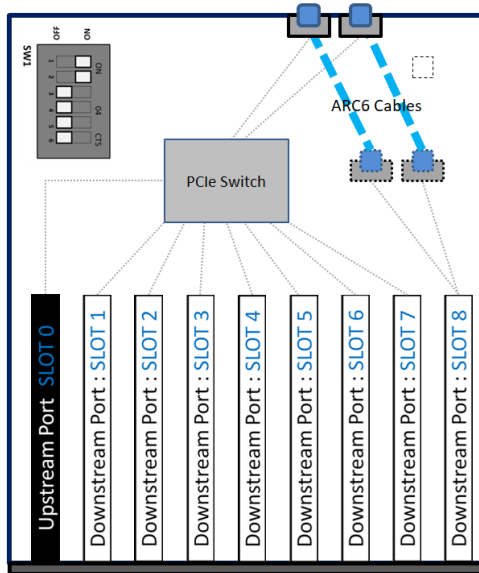 OFF
ON
SW1
1
2
3
4
5
6
ON
04
CTS
ARC6 Cables
PCIe Switch
Upstream Port SLOT 0
Downstream Port : SLOT 1
Downstream Port : SLOT 2
Downstream Port : SLOT 3
Downstream Port : SLOT 4
Downstream Port : SLOT 5
Downstream Port : SLOT 6
Downstream Port : SLOT 7
Downstream Port : SLOT 8